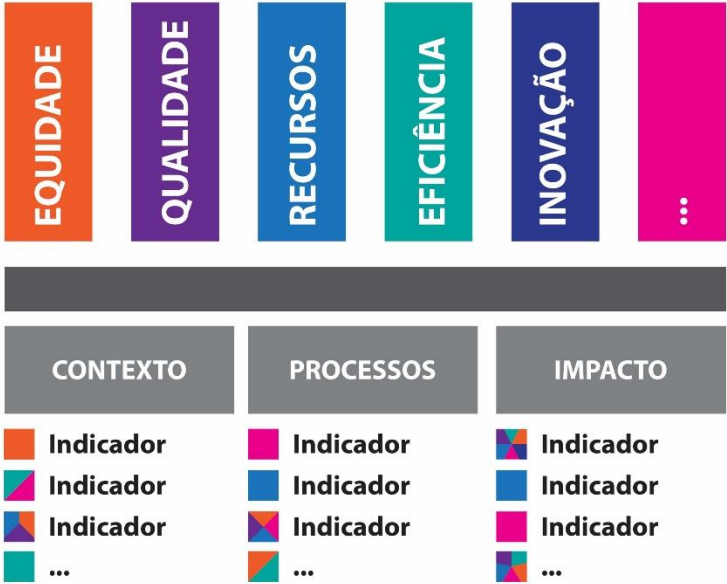 EQUIDADE
QUALIDADE
RECURSOS
EFICIÊNCIA
INOVAÇÃO
...
CONTEXTO
PROCESSOS
IMPACTO
Indicador
Indicador
Indicador
...
Indicador
Indicador
Indicador
...
Indicador
Indicador
Indicador
...